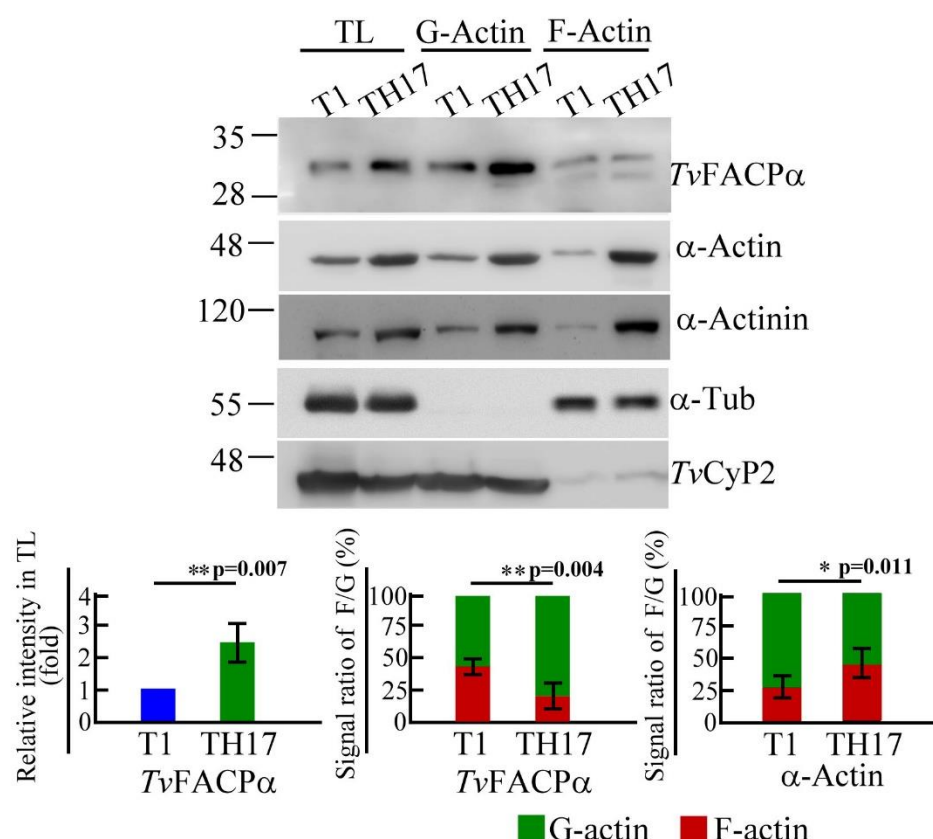 TL G-Actin F-Actin
T1 TH17 T1 TH17 T1 TH17
35
28
TvFACPα
48
α-Actin
120
α-Actinin
55
α-Tub
48
TvCyP2
Relative intensity in TL
(fold)
**p=0.007
4
3
2
1
0
T1 TH17
TvFACPα
Signal ratio of F/G (%)
**p=0.004
100
75
50
25
0
T1 TH17
TvFACPα
Signal ratio of F/G (%)
* p=0.011
100
75
50
25
0
T1 TH17
α-Actin
G-actin F-actin